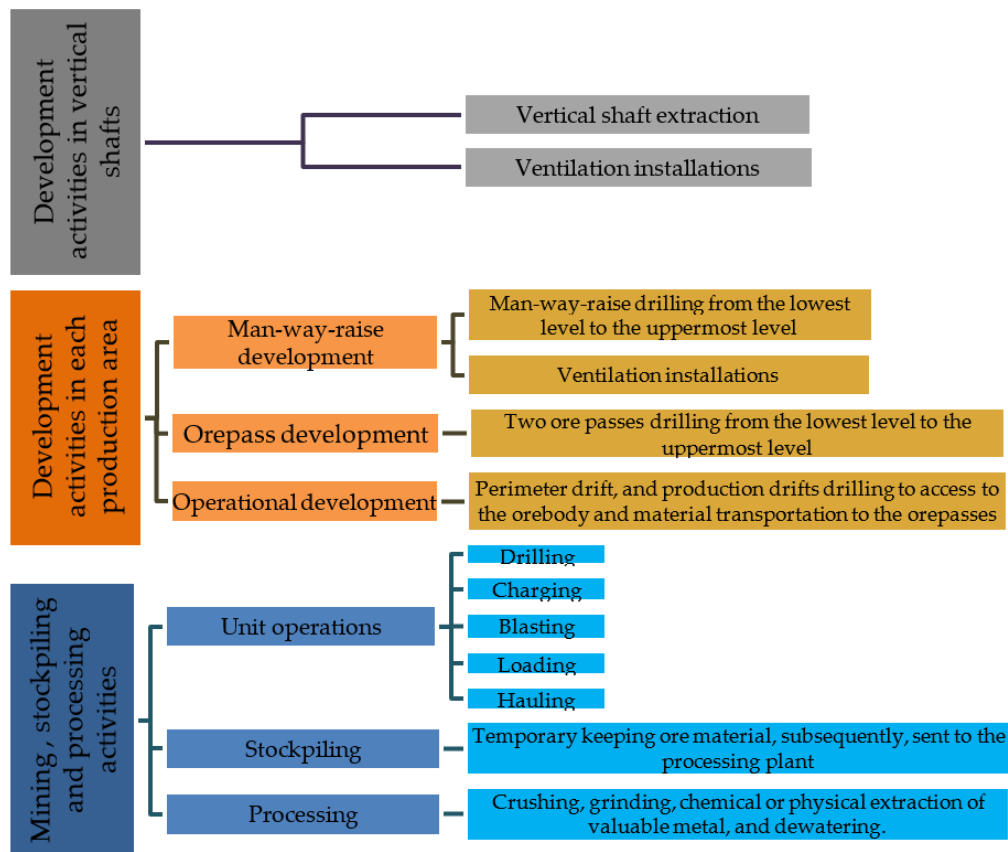 Development
activities in vertical
shafts
Vertical shaft extraction
Ventilation installations
Development
activities in each
production area
Man-way-raise
development
Man-way-raise drilling from the lowest
level to the uppermost level
Ventilation installations
Orepass development
Two ore passes drilling from the lowest level to the
uppermost level
Operational development
Perimeter drift, and production drifts drilling to access to
the orebody and material transportation to the orepasses
Mining, stockpiling
and processing
activities
Unit operations
Drilling
Charging
Blasting
Loading
Hauling
Stockpiling
Temporary keeping ore material, subsequently, sent to the
processing plant
Processing
Crushing, grinding, chemical or physical extraction of
valuable metal, and dewatering.